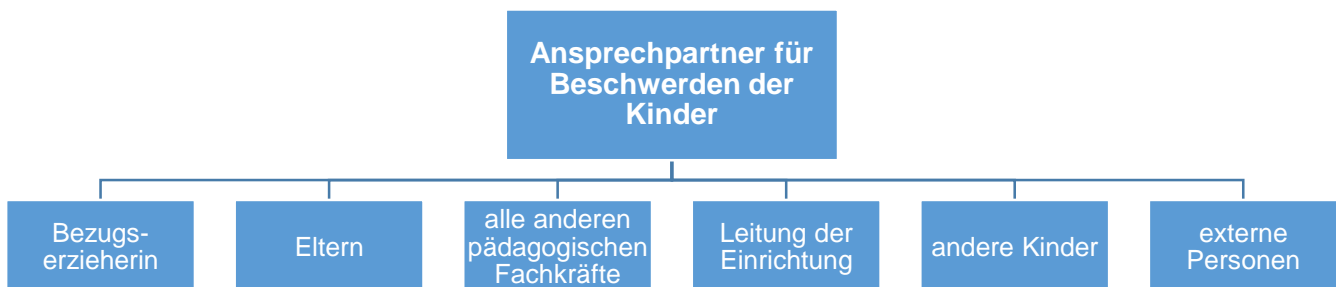 Ansprechpartner für
Beschwerden der
Kinder
Bezugs-
erzieherin
Eltern
alle anderen
pädagogischen
Fachkräfte
Leitung der
Einrichtung
andere Kinder
externe
Personen